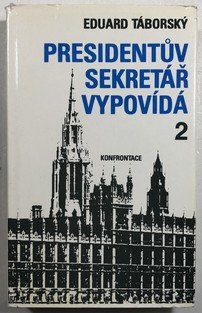 EDUARD TÁBORSKÝ
PRESIDENTŮV
SEKRETÁŘ
VYPOVÍDÁ
2
KONFRONTACE